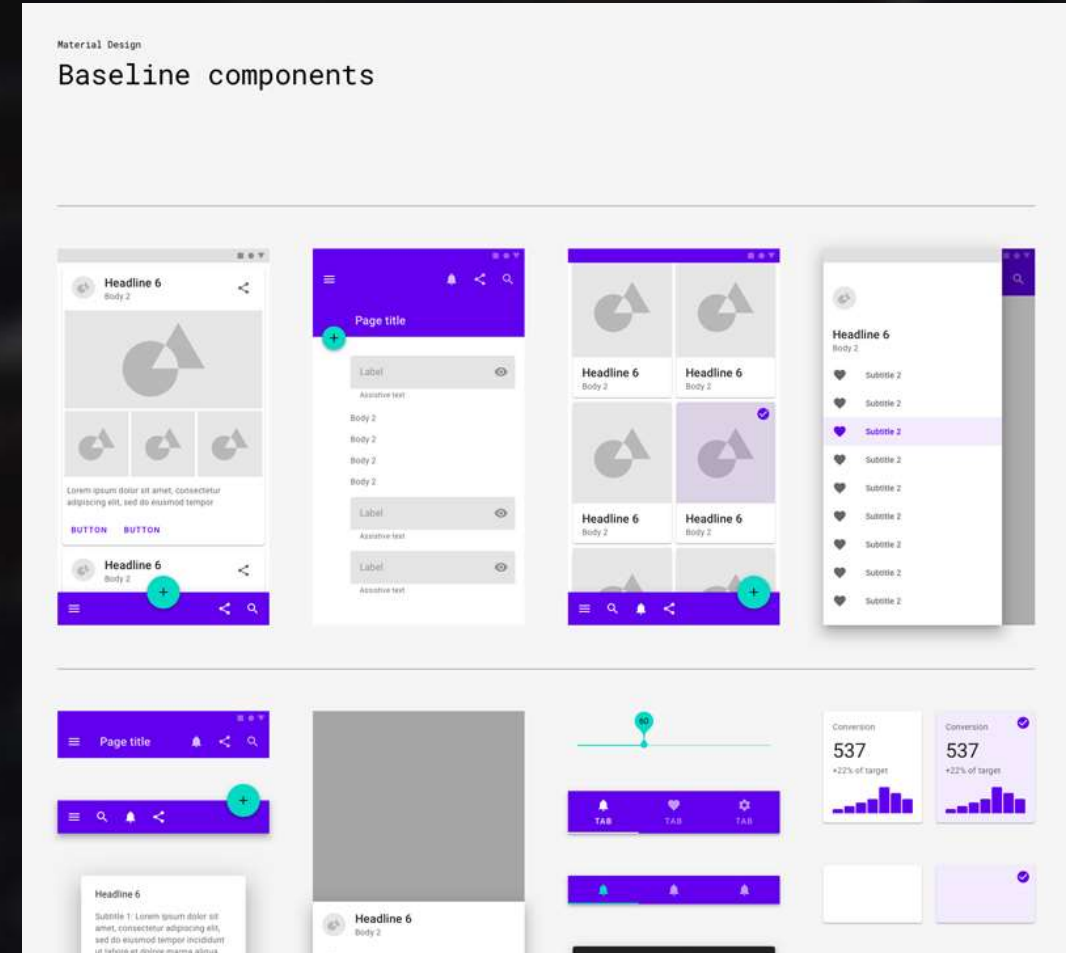 Material Design
Baseline components
Headline 6
Body 2
Lorem ipsum dolor sit amet, consectetur
adipiscing elit, sed do eiusmod tempor
BUTTON BUTTON
Headline 6
Body 2
Page title
Label
Assistive text
Body 2
Body 2
Body 2
Body 2
Label
Assistive text
Label
Assistive text
Headline 6
Body 2
Headline 6
Body 2
Headline 6
Body 2
Headline 6
Body 2
Headline 6
Body 2
Subtitle 2
Subtitle 2
Subtitle 2
Subtitle 2
Subtitle 2
Subtitle 2
Subtitle 2
Subtitle 2
Subtitle 2
Page title
Headline 6
Subtitle 1: Lorem ipsum dolor sit
amet, consectetur adipiscing elit,
sed do eiusmod tempor incididunt
ut labore et dolore magna aliqua.
Headline 6
Body 2
60
TAB TAB TAB
Conversion
537
+22% of target
Conversion
537
+22% of target